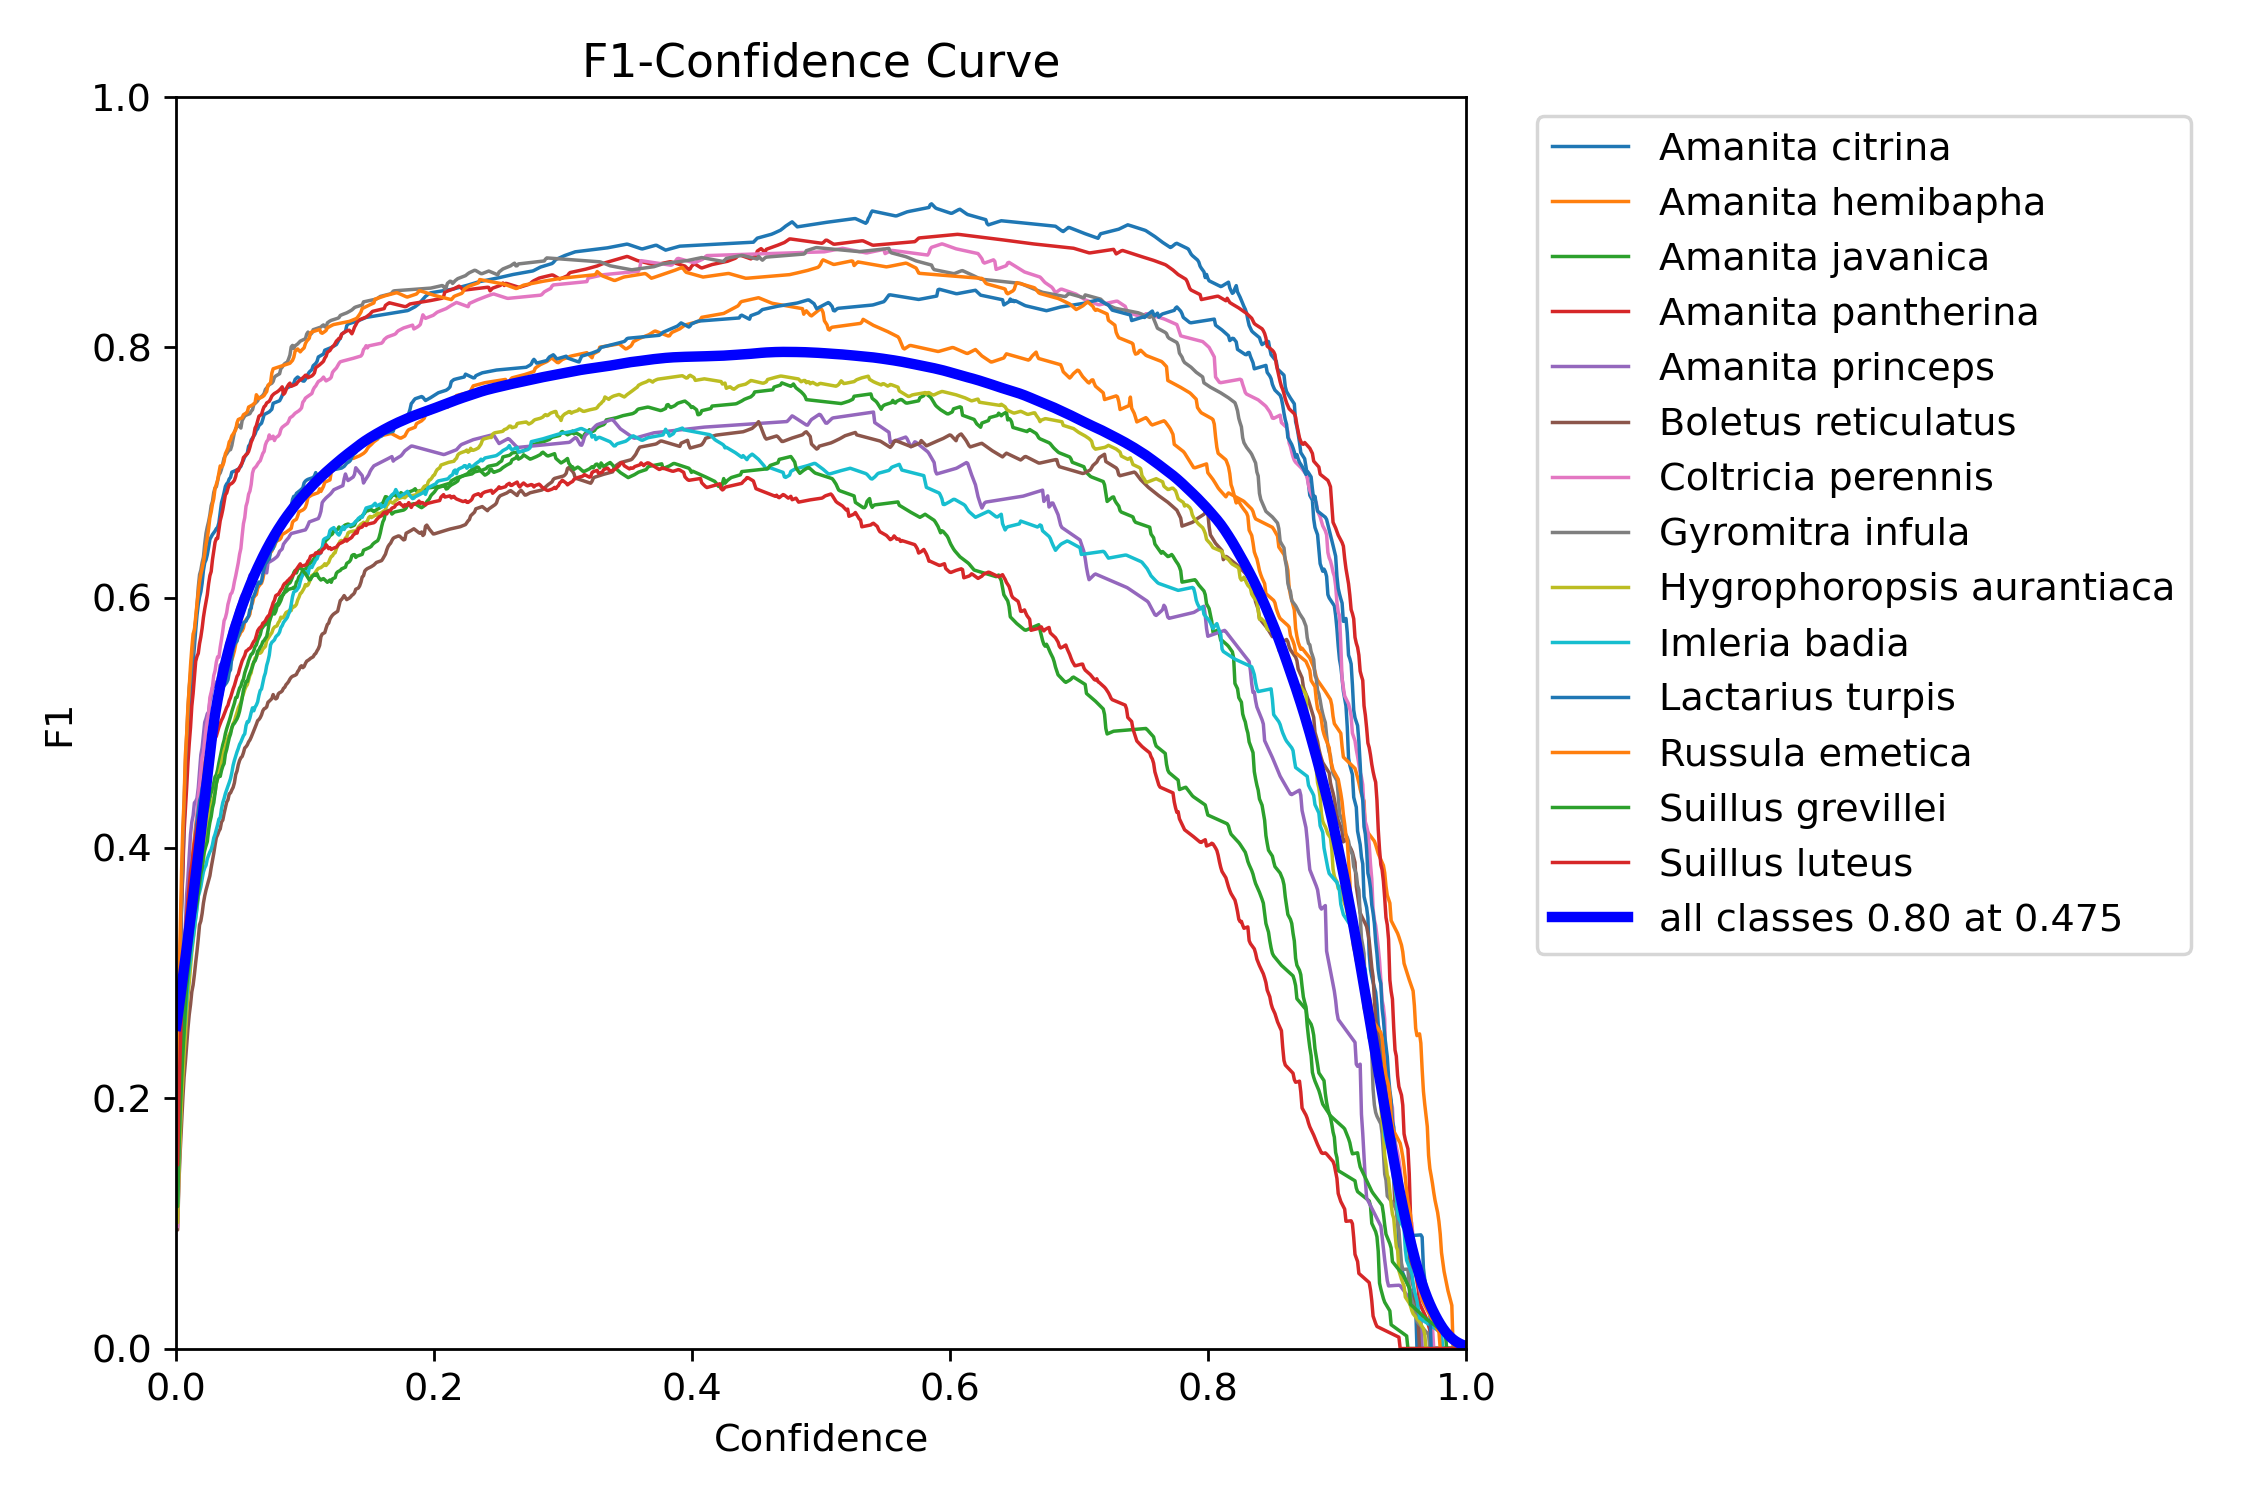 F1-Confidence Curve
1.0
0.8
0.6
0.4
0.2
0.0
F1
0.0 0.2 0.4 0.6 0.8 1.0
Confidence
Amanita citrina
Amanita hemibapha
Amanita javanica
Amanita pantherina
Amanita princeps
Boletus reticulatus
Coltricia perennis
Gyromitra infula
Hygrophoropsis aurantiaca
Imleria badia
Lactarius turpis
Russula emetica
Suillus grevillei
Suillus luteus
all classes 0.80 at 0.475